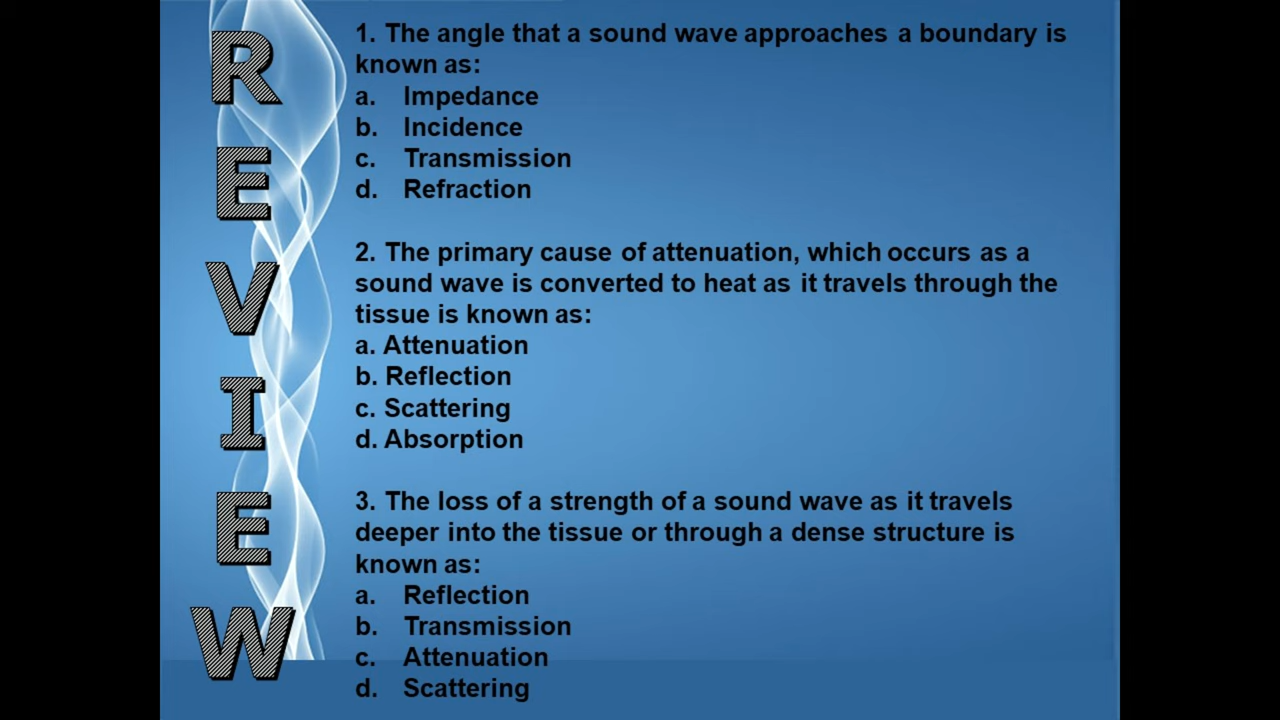 REVIEW
1. The angle that a sound wave approaches a boundary is
known as:
a. Impedance
b. Incidence
c. Transmission
d. Refraction
2. The primary cause of attenuation, which occurs as a
sound wave is converted to heat as it travels through the
tissue is known as:
a. Attenuation
b. Reflection
c. Scattering
d. Absorption
3. The loss of a strength of a sound wave as it travels
deeper into the tissue or through a dense structure is
known as:
a. Reflection
b. Transmission
c. Attenuation
d. Scattering